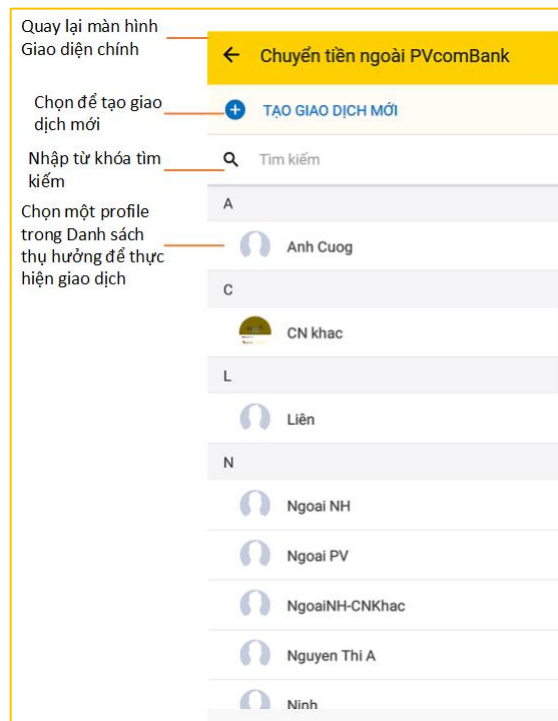 Quay lại màn hình
Giao diện chính
Chuyển tiền ngoài PVcomBank
Chọn để tạo giao
dịch mới
TẠO GIAO DỊCH MỚI
Nhập từ khóa tìm
kiếm
Tìm kiếm
Chọn một profile
trong Danh sách
thụ hưởng để thực
hiện giao dịch
A
Anh Cuog
C
CN khac
L
Liên
N
Ngoai NH
Ngoai PV
NgoaiNH-CNKhac
Nguyen Thi A
Ninh